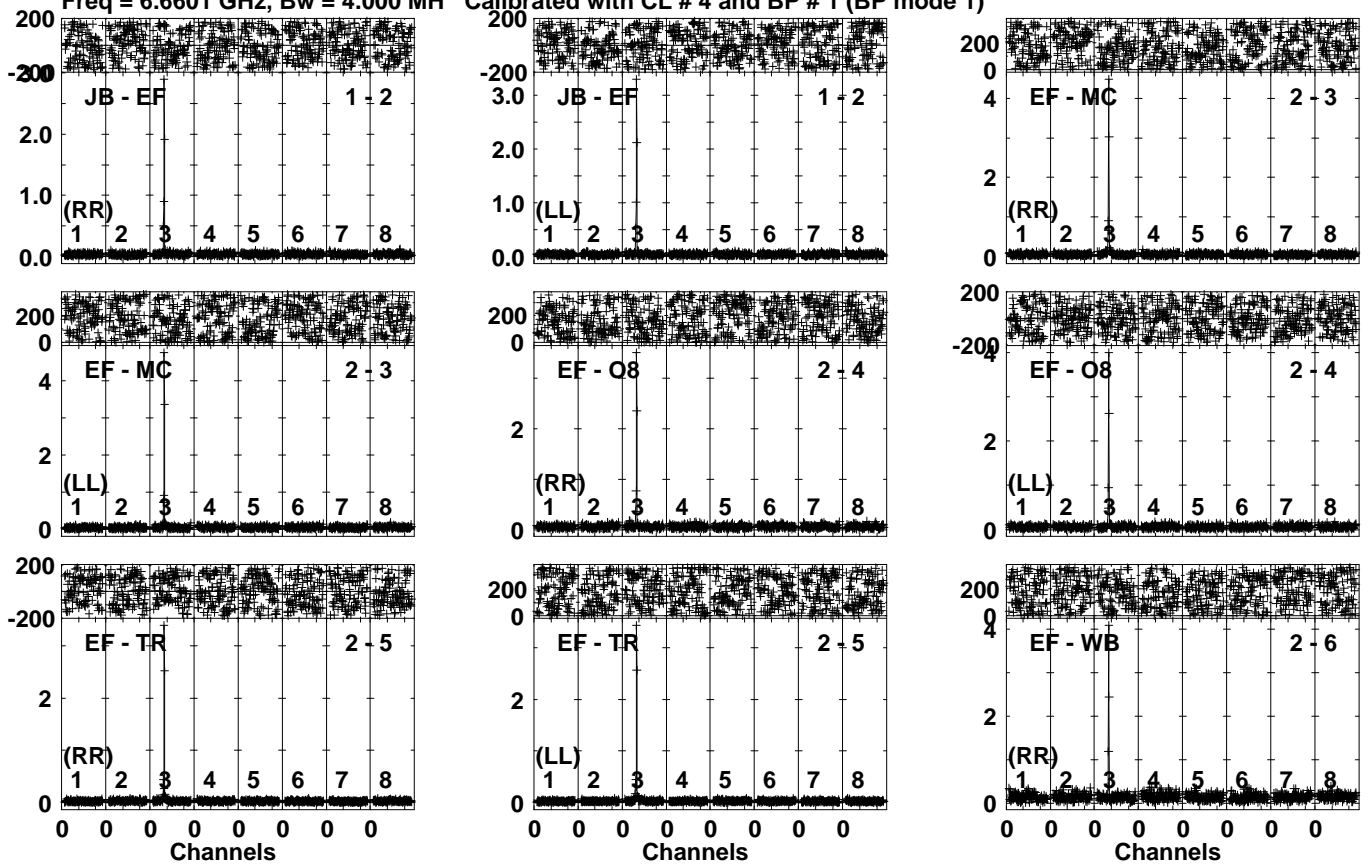 Freq = 6.6601 GHz, Bw = 4.000 MH Calibrated with CL # 4 and BP # 1 (BP mode 1)
200 200 200
-200 -200 0
3.0
JB - EF 1 - 2 JB - EF 1 - 2 EF - MC 2 - 3
3.0 4
2.0 2.0 2
1.0 1.0
(RR) (LL) (RR)
1 2 3 4 5 6 7 8 1 2 3 4 5 6 7 8 1 2 3 4 5 6 7 8
0.0 0.0 0
200 200 200
0 0 -200
EF - MC 2 - 3 EF - O8 2 - 4 EF - O8 2 - 4
4 4
2 2 2
(LL) (RR) (LL)
1 2 3 4 5 6 7 8 1 2 3 4 5 6 7 8 1 2 3 4 5 6 7 8
0 0 0
200 200 200
-200 0 0
EF - TR 2 - 5 EF - TR 2 - 5 EF - WB 2 - 6
4
2 2 2
(RR) (LL) (RR)
1 2 3 4 5 6 7 8 1 2 3 4 5 6 7 8 1 2 3 4 5 6 7 8
0 0 0
0 0 0 0 0 0 0 0 0 0 0 0 0 0 0 0 0 0 0 0 0 0 0 0
Channels Channels Channels